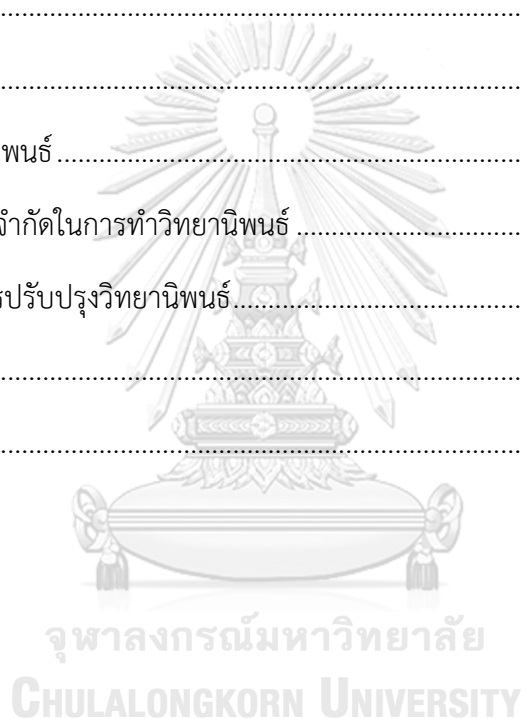 ................................................................
................................................................
พนธ์ ................................................................
จำกัดในการทำวิทยานิพนธ์ ................................
รปรับปรุงวิทยานิพนธ์ ........................................
................................................................
................................................................
จุฬาลงกรณ์มหาวิทยาลัย
CHULALONGKORN UNIVERSITY